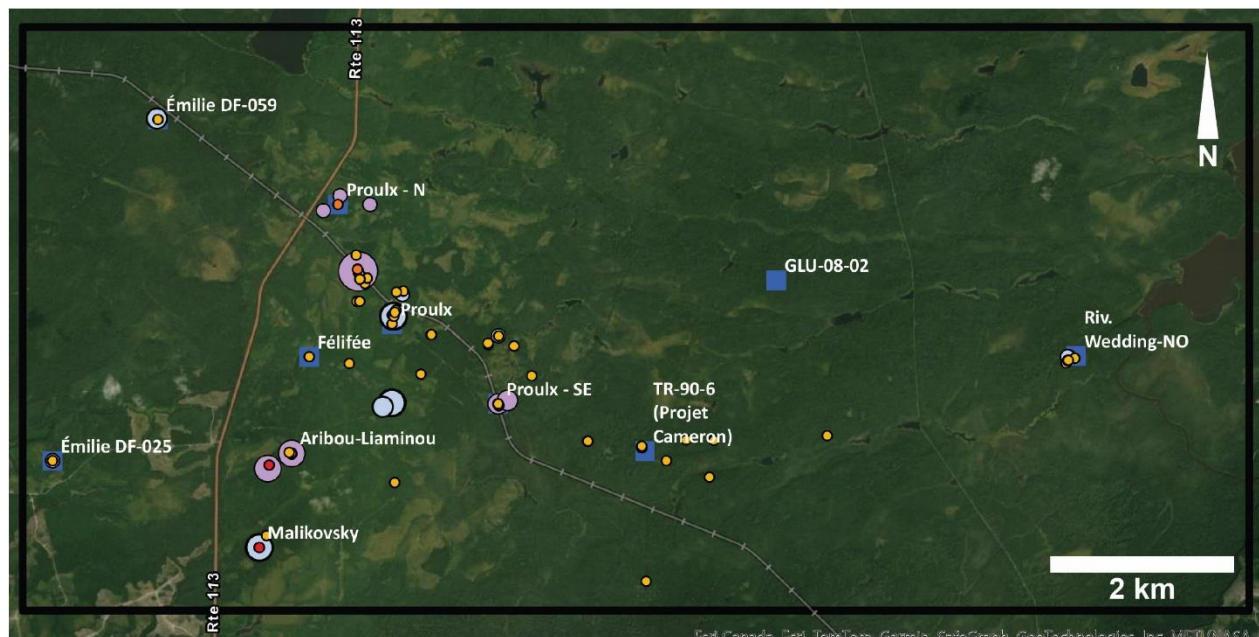 Rte 113
Émilie DF-059
N
Proulx - N
GLU-08-02
Proulx
Riv.
Wedding-NO
Félifée
Proulx - SE
TR-90-6
(Projet
Cameron)
Aribou-Liaminou
Émilie DF-025
Malikovsky
Rte 113
2 km